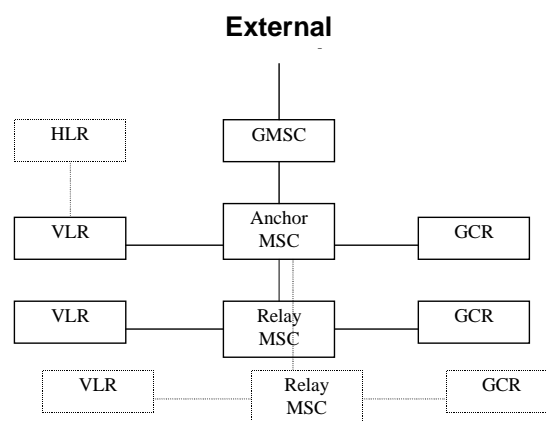 External
HLR
GMSC
VLR
Anchor
MSC
GCR
VLR
Relay
MSC
GCR
VLR
Relay
MSC
GCR